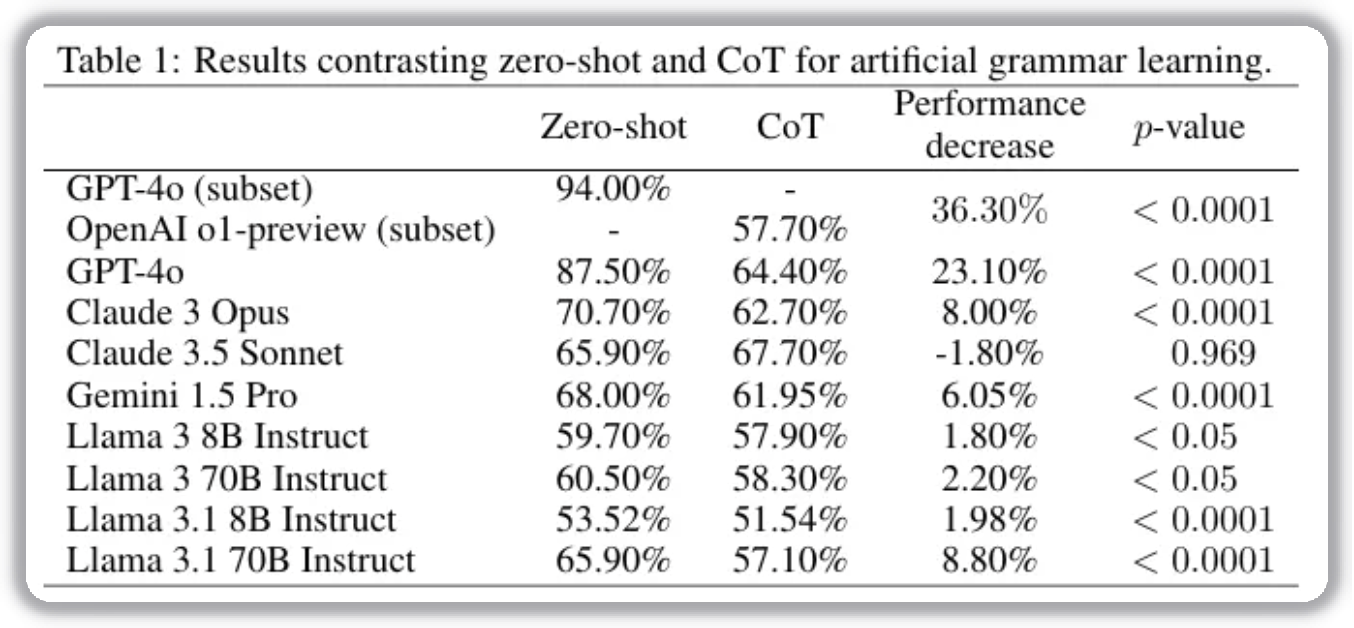 Table 1: Results contrasting zero-shot and CoT for artificial grammar learning.
Zero-shot CoT Performance decrease p-value
GPT-4o (subset) 94.00% -
OpenAI o1-preview (subset) - 57.70% 36.30% < 0.0001
GPT-4o 87.50% 64.40% 23.10% < 0.0001
Claude 3 Opus 70.70% 62.70% 8.00% < 0.0001
Claude 3.5 Sonnet 65.90% 67.70% -1.80% 0.969
Gemini 1.5 Pro 68.00% 61.95% 6.05% < 0.0001
Llama 3 8B Instruct 59.70% 57.90% 1.80% < 0.05
Llama 3 70B Instruct 60.50% 58.30% 2.20% < 0.05
Llama 3.1 8B Instruct 53.52% 51.54% 1.98% < 0.0001
Llama 3.1 70B Instruct 65.90% 57.10% 8.80% < 0.0001